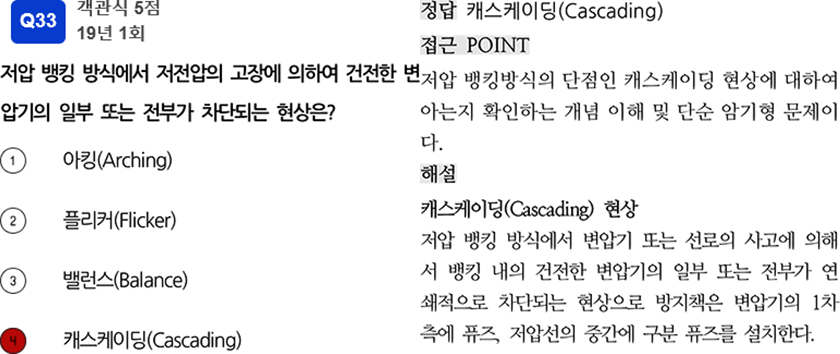 Q33
객관식 5점
19년 1회
저압 뱅킹 방식에서 저전압의 고장에 의하여 건전한 변
압기의 일부 또는 전부가 차단되는 현상은?
1 아킹(Arching)
2 플리커(Flicker)
3 밸런스(Balance)
4 캐스케이딩(Cascading)
정답 캐스케이딩(Cascading)
접근 POINT
저압 뱅킹방식의 단점인 캐스케이딩 현상에 대하여
아는지 확인하는 개념 이해 및 단순 암기형 문제이
다.
해설
캐스케이딩(Cascading) 현상
저압 뱅킹 방식에서 변압기 또는 선로의 사고에 의해
서 뱅킹 내의 건전한 변압기의 일부 또는 전부가 연
쇄적으로 차단되는 현상으로 방지책은 변압기의 1차
측에 퓨즈, 저압선의 중간에 구분 퓨즈를 설치한다.